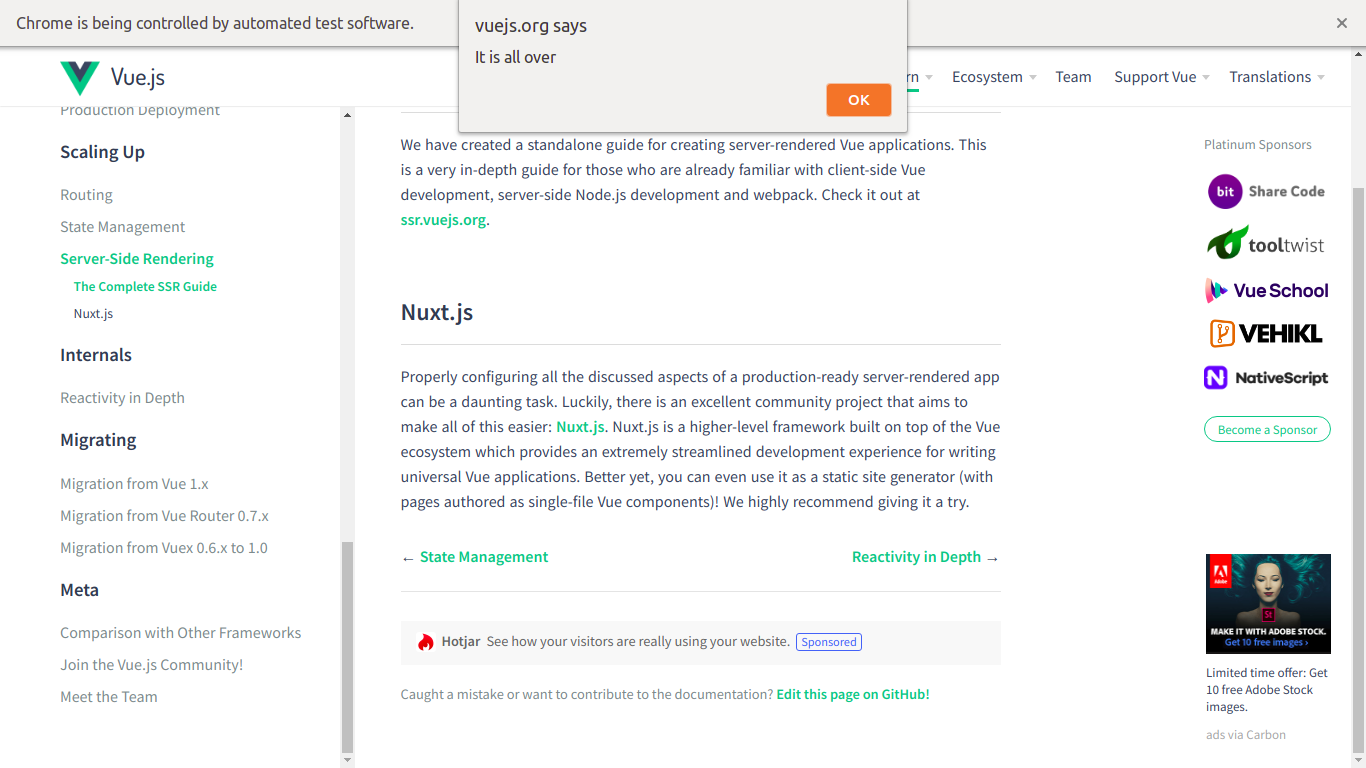 Chrome is being controlled by automated test software.
vuejs.org says
It is all over
OK
Vue.js
rn
Ecosystem
Team
Support Vue
Translations
Production Deployment
Scaling Up
Routing
State Management
Server-Side Rendering
The Complete SSR Guide
Nuxt.js
Internals
Reactivity in Depth
Migrating
Migration from Vue 1.x
Migration from Vue Router 0.7.x
Migration from Vuex 0.6.x to 1.0
Meta
Comparison with Other Frameworks
Join the Vue.js Community!
Meet the Team
We have created a standalone guide for creating server-rendered Vue applications. This
is a very in-depth guide for those who are already familiar with client-side Vue
development, server-side Node.js development and webpack. Check it out at
ssr.vuejs.org.
Nuxt.js
Properly configuring all the discussed aspects of a production-ready server-rendered app
can be a daunting task. Luckily, there is an excellent community project that aims to
make all of this easier: Nuxt.js. Nuxt.js is a higher-level framework built on top of the Vue
ecosystem which provides an extremely streamlined development experience for writing
universal Vue applications. Better yet, you can even use it as a static site generator (with
pages authored as single-file Vue components)! We highly recommend giving it a try.
← State Management
Reactivity in Depth →
Hotjar See how your visitors are really using your website. Sponsored
Caught a mistake or want to contribute to the documentation? Edit this page on GitHub!
Platinum Sponsors
bit Share Code
tooltwist
Vue School
VEHIKL
NativeScript
Become a Sponsor
Adobe
St
MAKE IT WITH ADOBE STOCK.
Get 10 free images ›
Limited time offer: Get
10 free Adobe Stock
images.
ads via Carbon